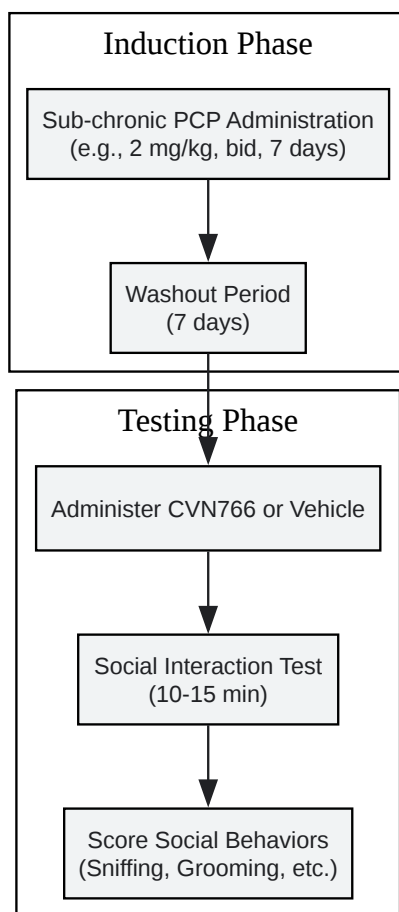 Induction Phase
Sub-chronic PCP Administration
(e.g., 2 mg/kg, bid, 7 days)
Washout Period
(7 days)
Testing Phase
Administer CVN766 or Vehicle
Social Interaction Test
(10-15 min)
Score Social Behaviors
(Sniffing, Grooming, etc.)